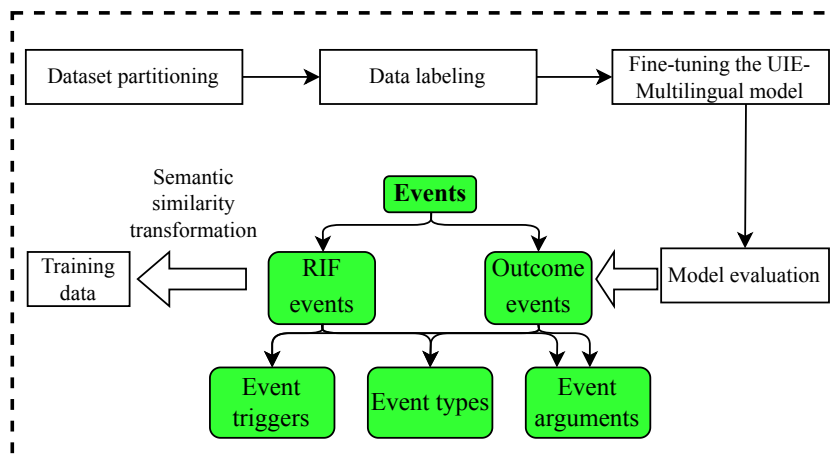 Dataset partitioning
Data labeling
Fine-tuning the UIE-
Multilingual model
Semantic
similarity
transformation
Events
Training
data
RIF
events
Outcome
events
Model evaluation
Event
triggers
Event types
Event
arguments